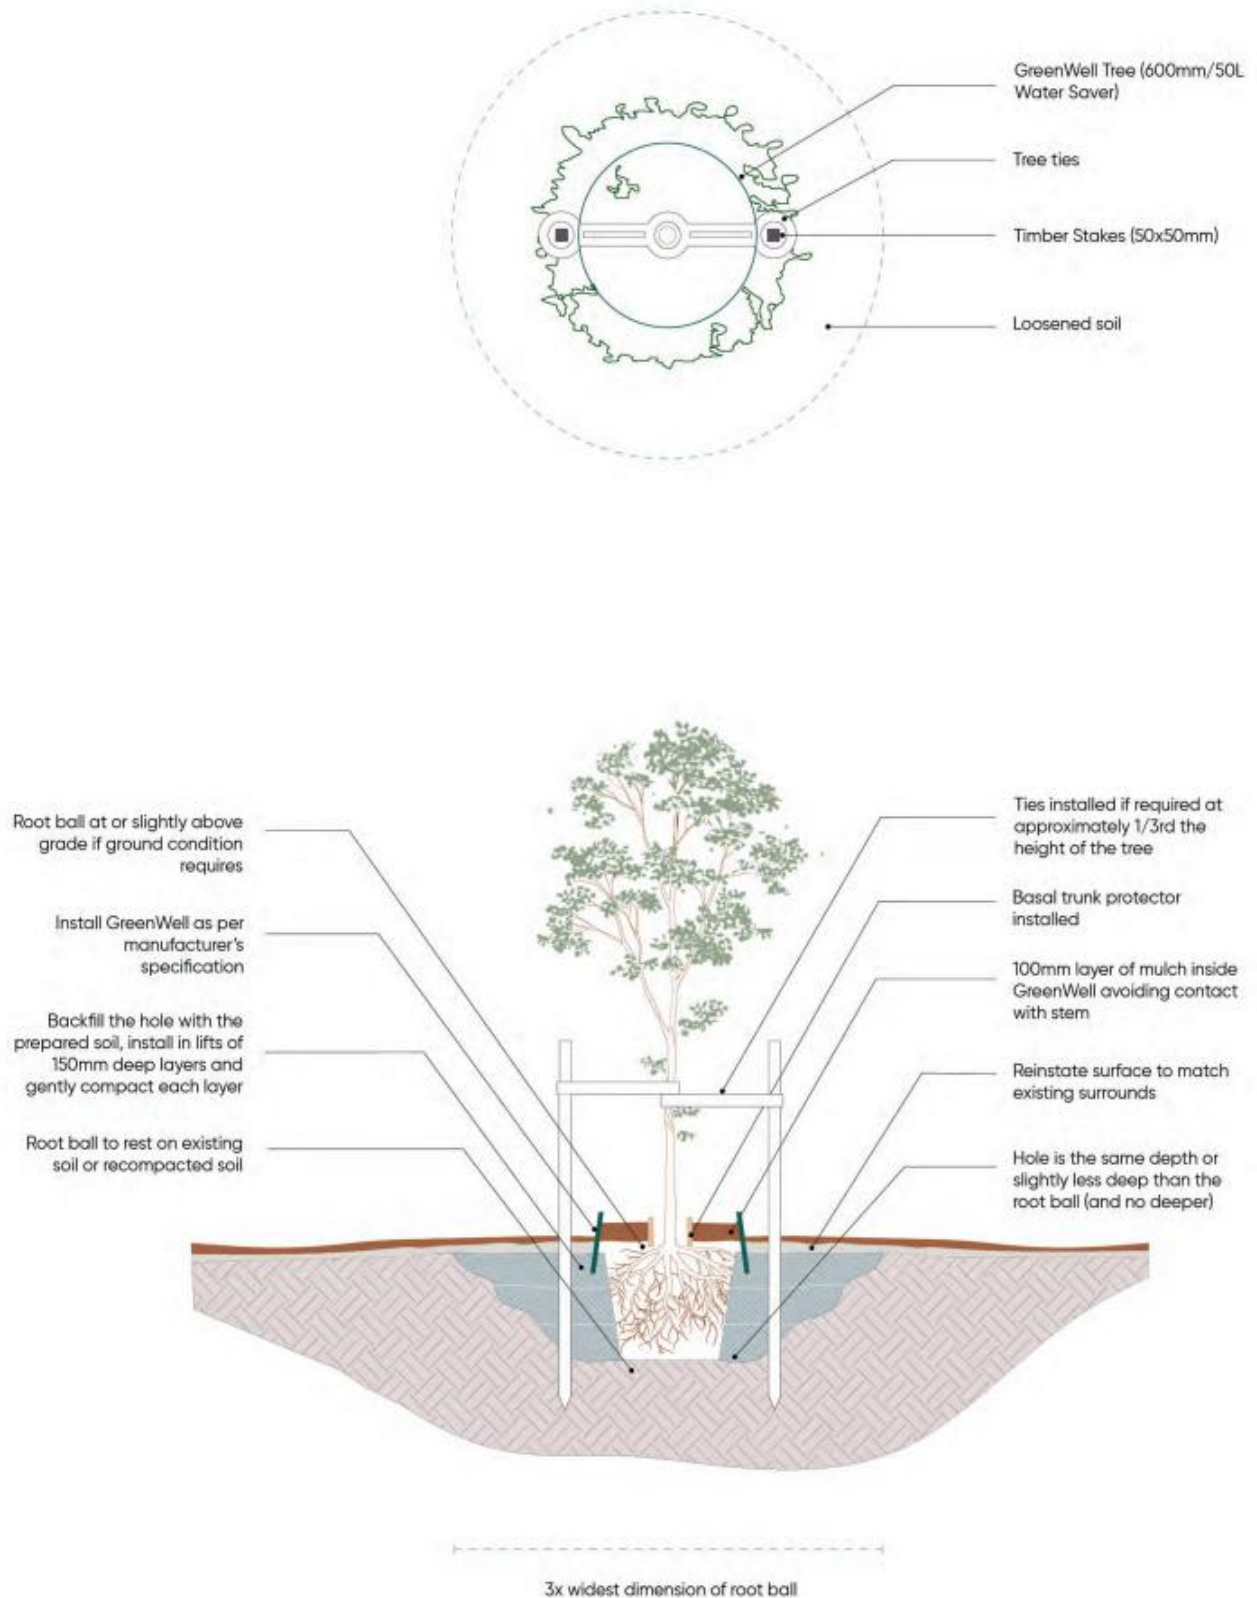 GreenWell Tree (600mm/50L
Water Saver)
Tree ties
Timber Stakes (50x50mm)
Loosened soil
Root ball at or slightly above
grade if ground condition
requires
Install GreenWell as per
manufacturer's
specification
Backfill the hole with the
prepared soil, install in lifts of
150mm deep layers and
gently compact each layer
Root ball to rest on existing
soil or recompacted soil
Ties installed if required at
approximately 1/3rd the
height of the tree
Basal trunk protector
installed
100mm layer of mulch inside
GreenWell avoiding contact
with stem
Reinstate surface to match
existing surrounds
Hole is the same depth or
slightly less deep than the
root ball (and no deeper)
3x widest dimension of root ball